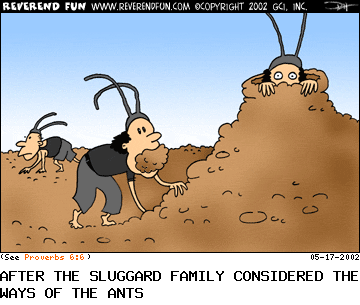 REVEREND FUN WWW.REVERENDFUN.COM ©COPYRIGHT 2002 GCI, INC.
(See Proverbs 6:6) 05-17-2002
AFTER THE SLUGGARD FAMILY CONSIDERED THE
WAYS OF THE ANTS